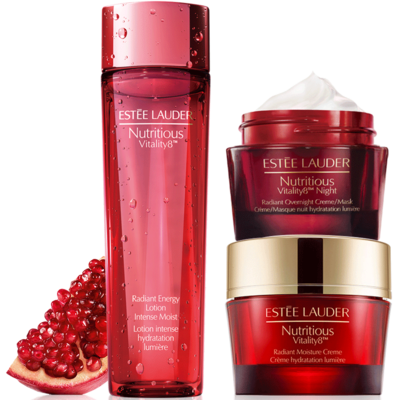 ESTĒE LAUDER
Nutritious
Vitality8™
Radiant Energy
Lotion
Intense Moist
Lotion intense
hydratation
lumière
ESTĒE LAUDER
Nutritious
Vitality8™ Night
Radiant Overnight Creme/Mask
Crème/Masque nuit hydratation lumière
ESTĒE LAUDER
Nutritious
Vitality8™
Radiant Moisture Creme
Crème hydratation lumière